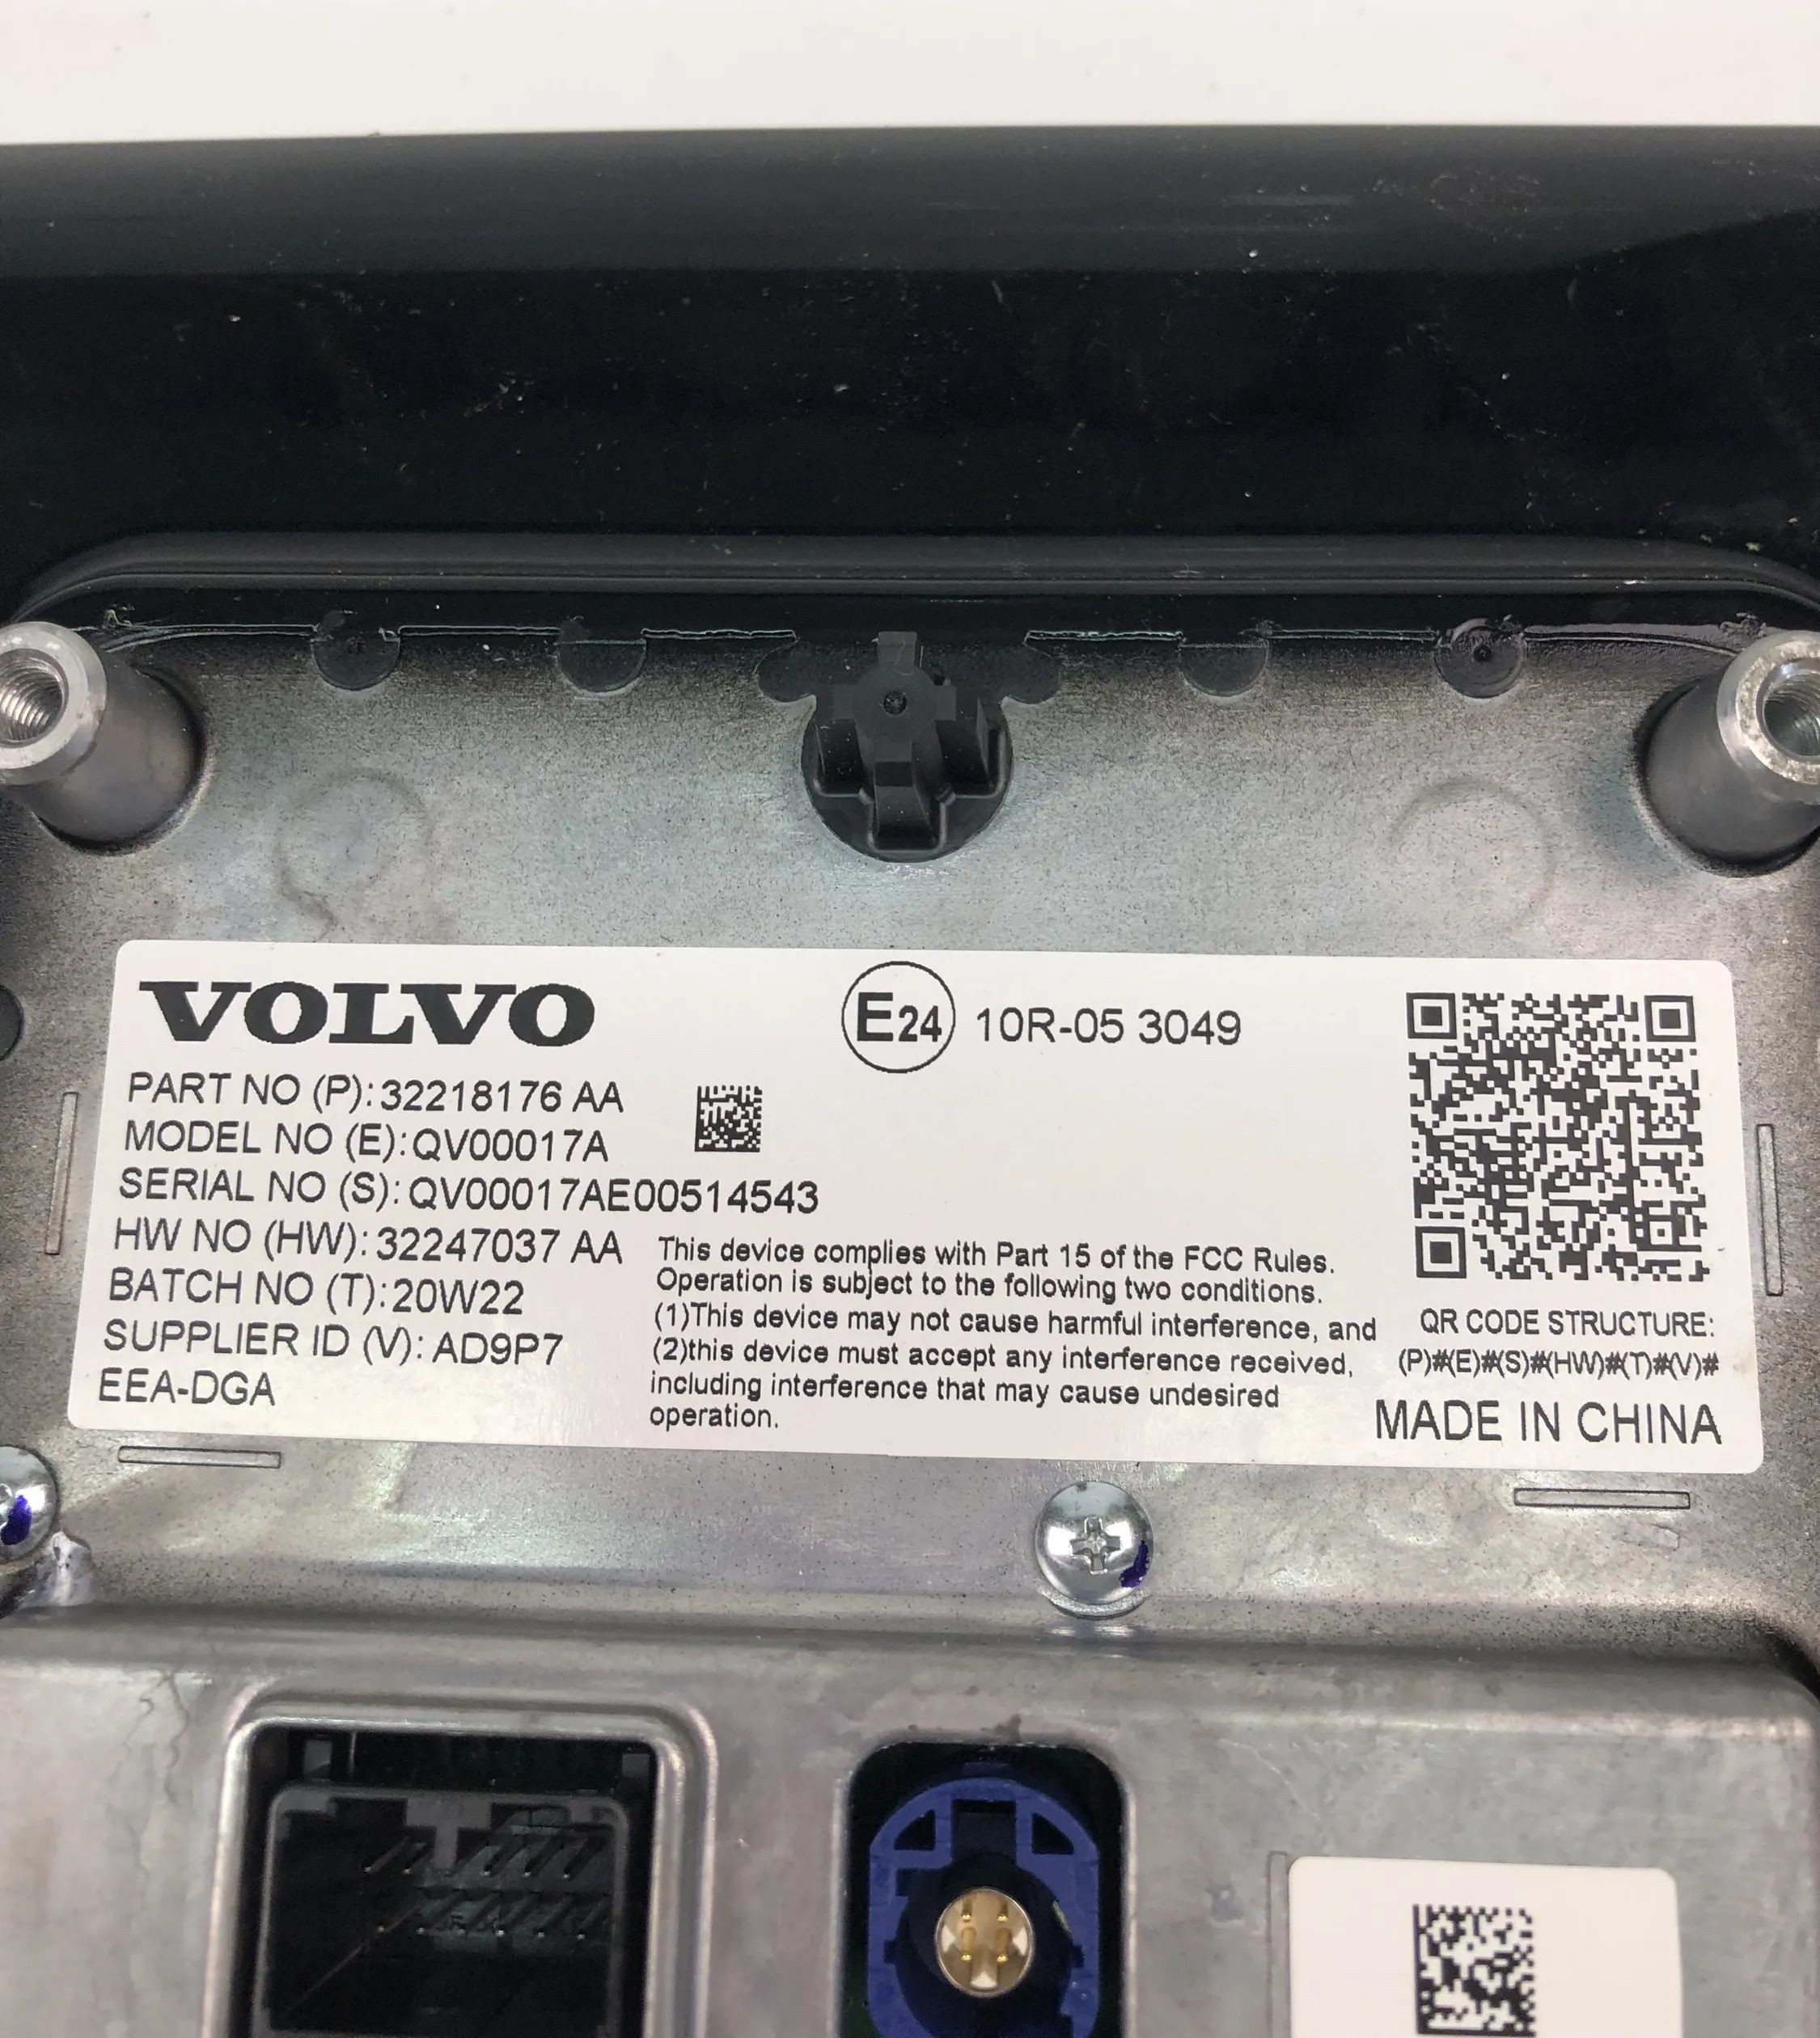 VOLVO
E24 10R-05 3049
PART NO (P):32218176 AA
MODEL NO (E):QV00017A
SERIAL NO (S):QV00017AE00514543
HW NO (HW):32247037 AA
BATCH NO (T):20W22
SUPPLIER ID (V): AD9P7
EEA-DGA
This device complies with Part 15 of the FCC Rules.
Operation is subject to the following two conditions.
(1)This device may not cause harmful interference, and
(2)this device must accept any interference received,
including interference that may cause undesired
operation.
QR CODE STRUCTURE:
(P)#(E)#(S)#(HW)#(T)#(V)#
MADE IN CHINA